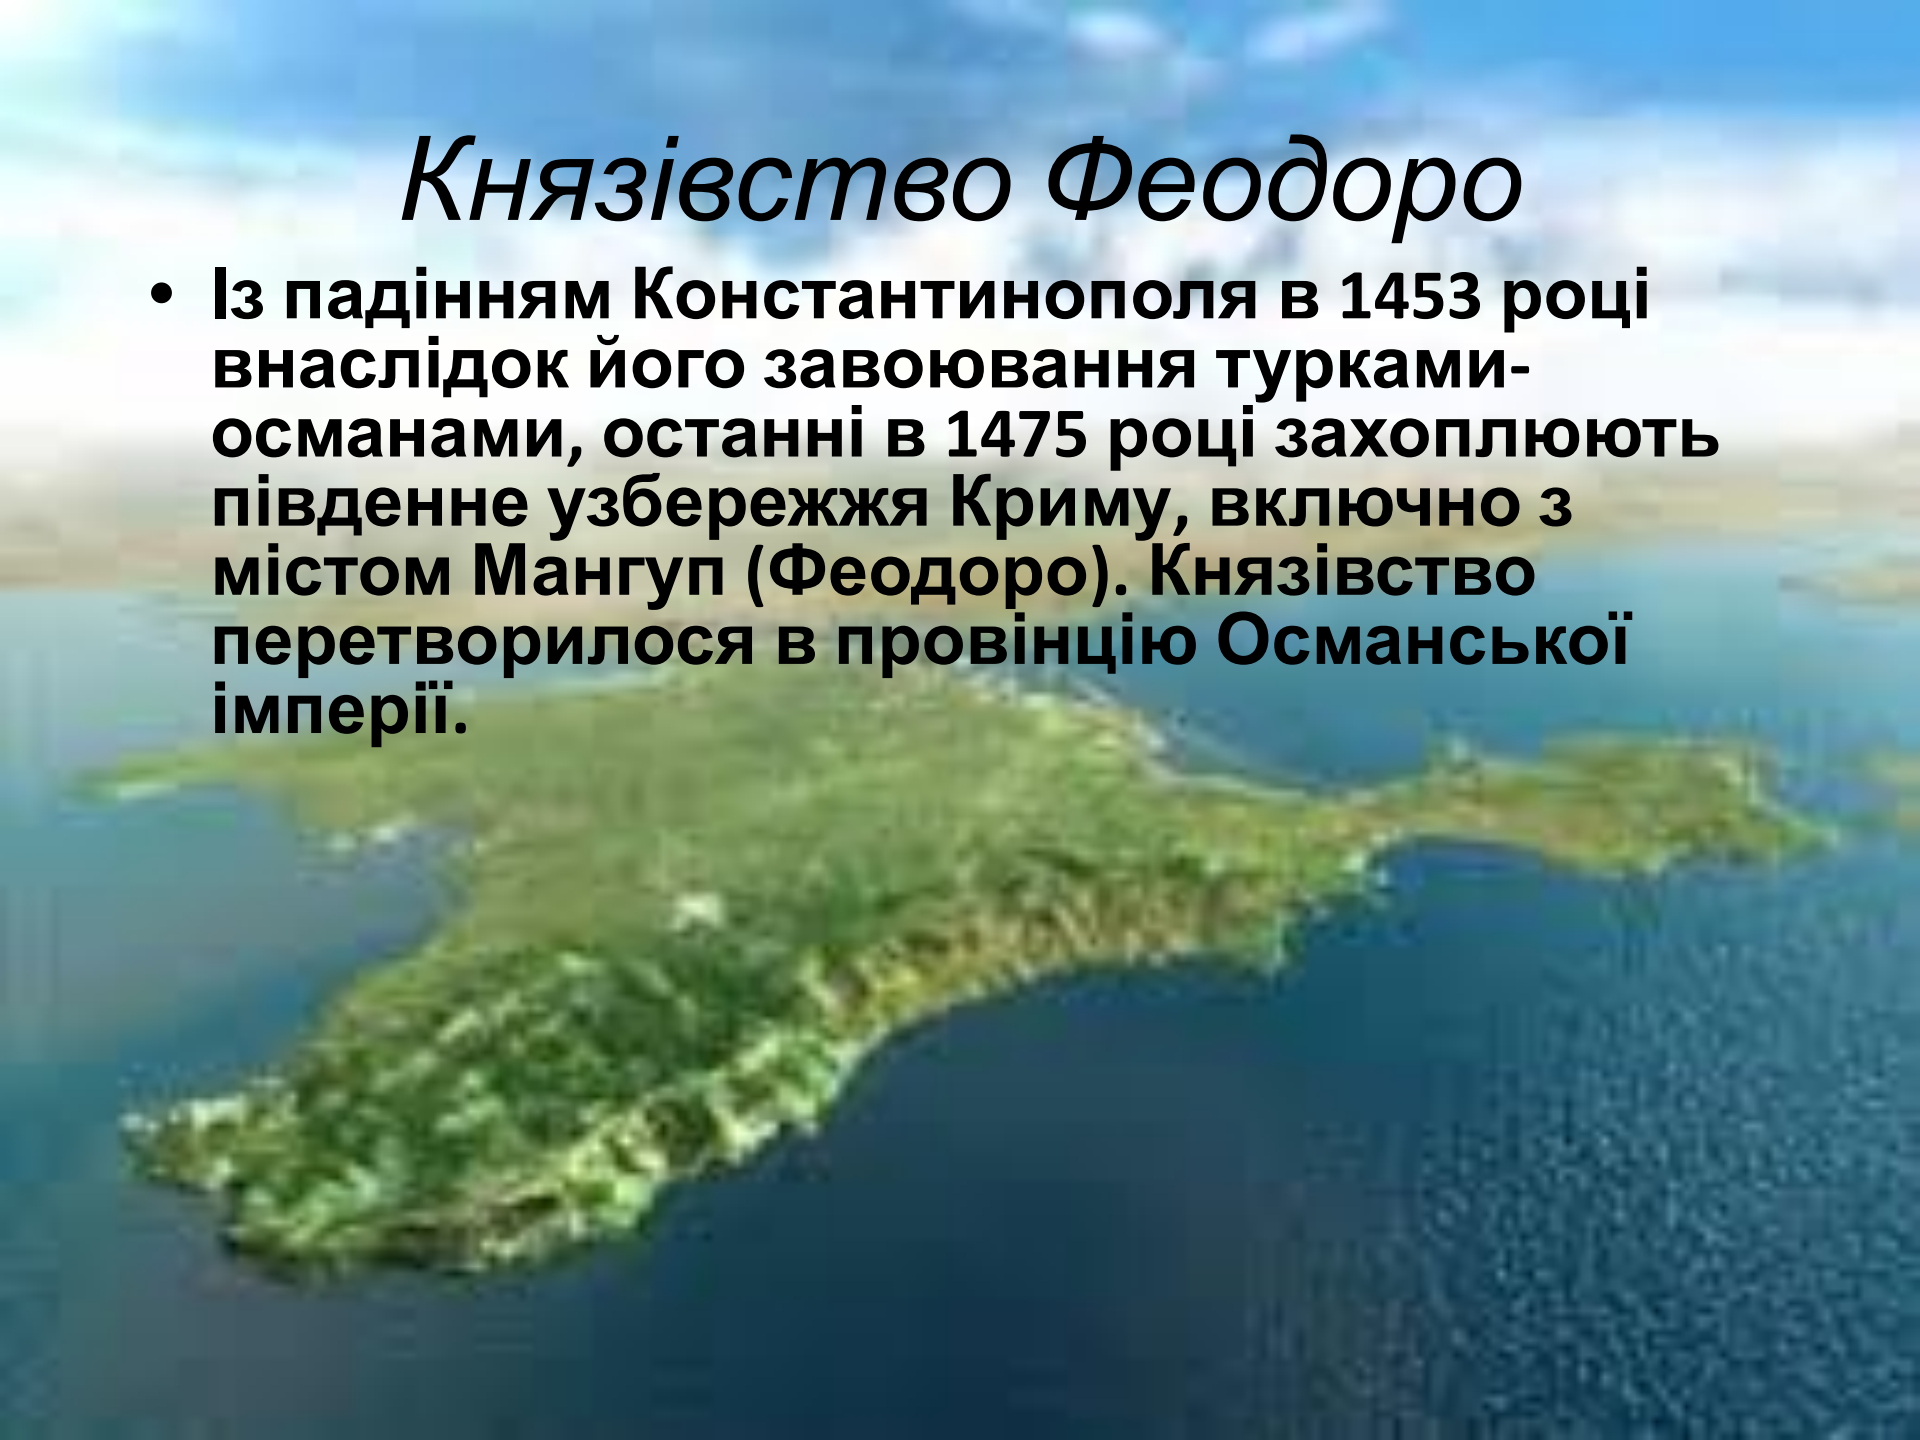 Князівство Феодоро
• Із падінням Константинополя в 1453 році
внаслідок його завоювання турками-
османами, останні в 1475 році захоплюють
південне узбережжя Криму, включно з
містом Мангуп (Феодоро). Князівство
перетворилося в провінцію Османської
імперії.